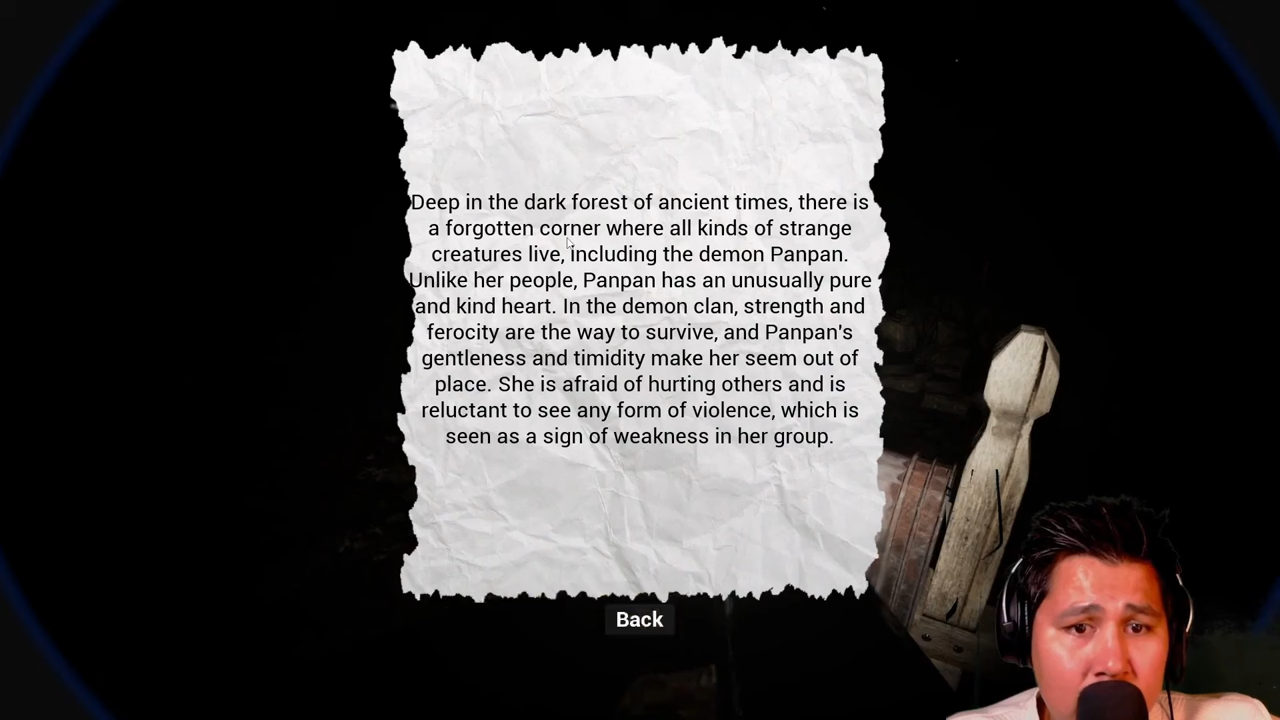 Deep in the dark forest of ancient times, there is
a forgotten corner where all kinds of strange
creatures live, including the demon Panpan.
Unlike her people, Panpan has an unusually pure
and kind heart. In the demon clan, strength and
ferocity are the way to survive, and Panpan's
gentleness and timidity make her seem out of
place. She is afraid of hurting others and is
reluctant to see any form of violence, which is
seen as a sign of weakness in her group.
Back